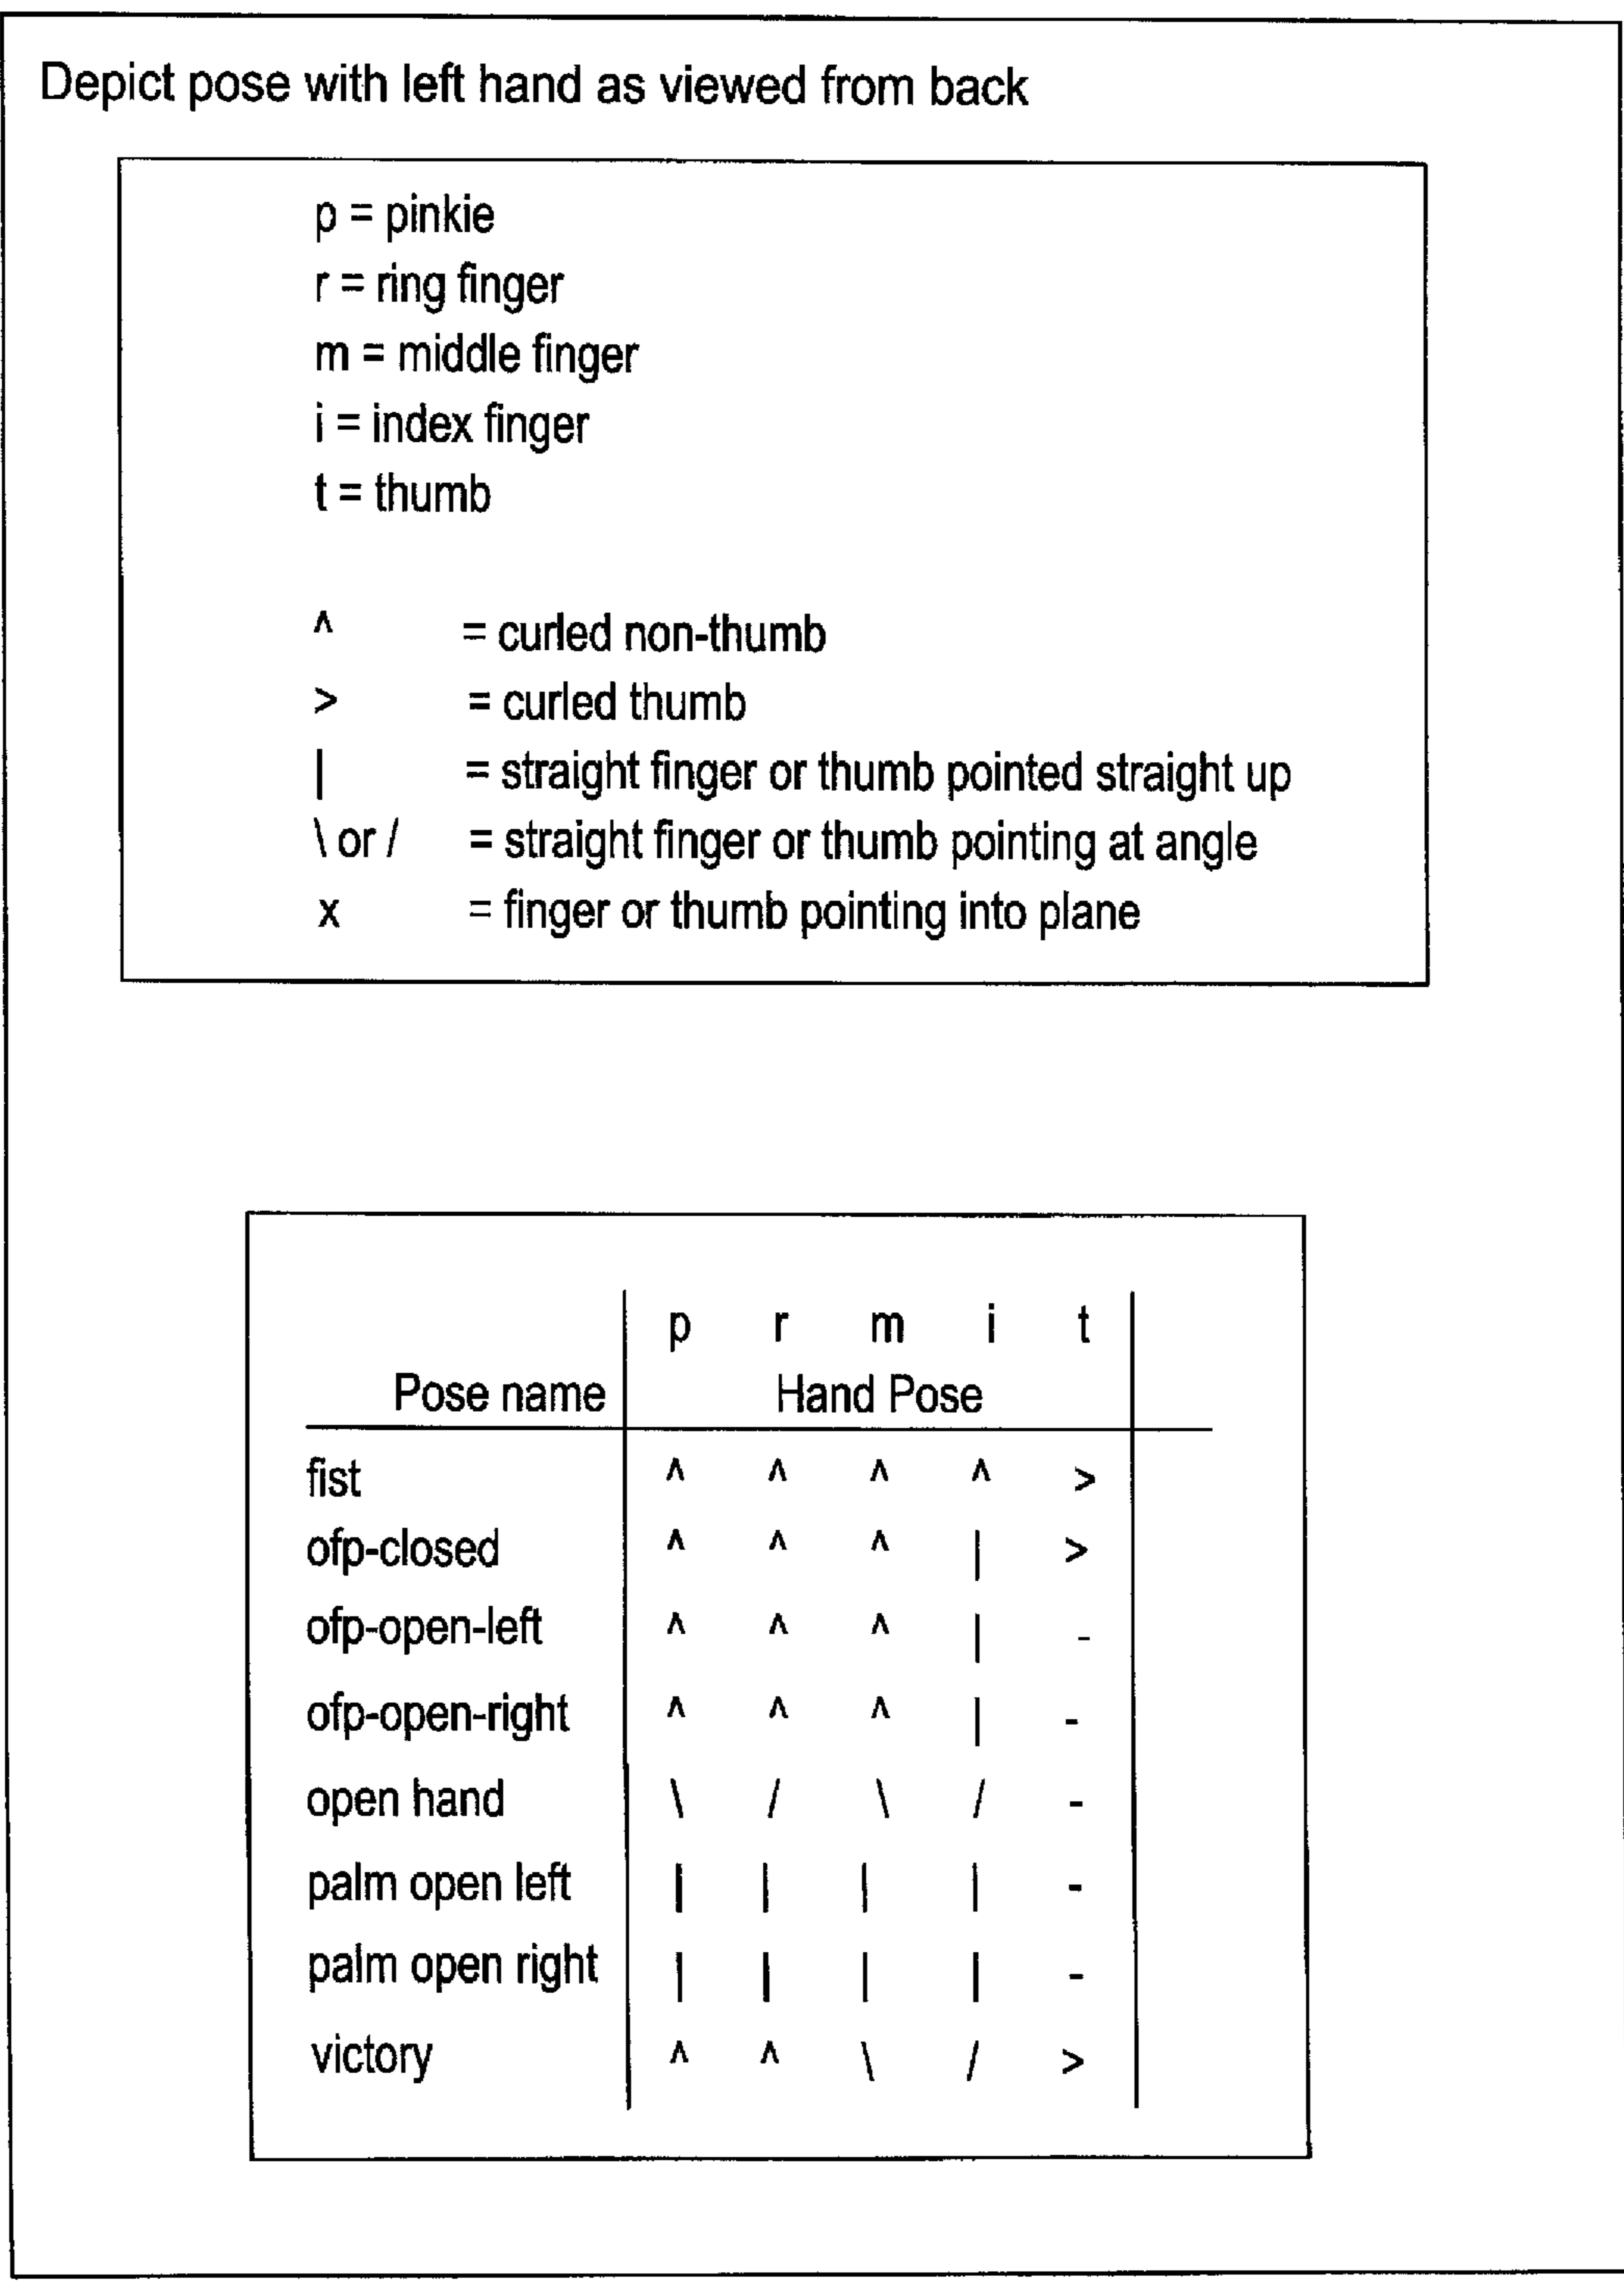 Depict pose with left hand as viewed from back
p = pinkie
r = ring finger
m = middle finger
i = index finger
t = thumb
^ = curled non-thumb
> = curled thumb
| = straight finger or thumb pointed straight up
\ or / = straight finger or thumb pointing at angle
x = finger or thumb pointing into plane
p r m i t
Pose name Hand Pose
fist ^ ^ ^ ^ >
ofp-closed ^ ^ ^ | >
ofp-open-left ^ ^ ^ | -
ofp-open-right ^ ^ ^ | -
open hand \ / \ / -
palm open left | | | | -
palm open right | | | | -
victory ^ ^ \ / >